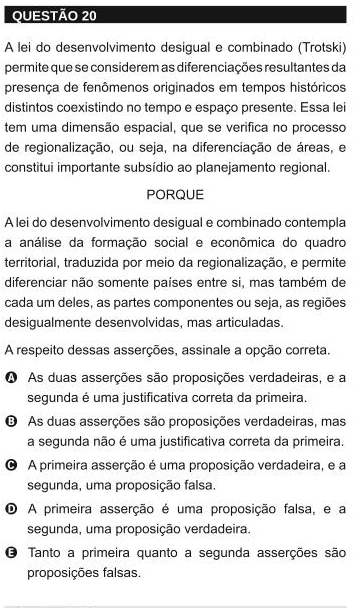 QUESTÃO 20
A lei do desenvolvimento desigual e combinado (Trotski)
permite que se considerem as diferenciações resultantes da
presença de fenômenos originados em tempos históricos
distintos coexistindo no tempo e espaço presente. Essa lei
tem uma dimensão espacial, que se verifica no processo
de regionalização, ou seja, na diferenciação de áreas, e
constitui importante subsídio ao planejamento regional.
PORQUE
A lei do desenvolvimento desigual e combinado contempla
a análise da formação social e econômica do quadro
territorial, traduzida por meio da regionalização, e permite
diferenciar não somente países entre si, mas também de
cada um deles, as partes componentes ou seja, as regiões
desigualmente desenvolvidas, mas articuladas.
A respeito dessas asserções, assinale a opção correta.
A As duas asserções são proposições verdadeiras, e a
segunda é uma justificativa correta da primeira.
B As duas asserções são proposições verdadeiras, mas
a segunda não é uma justificativa correta da primeira.
C A primeira asserção é uma proposição verdadeira, e a
segunda, uma proposição falsa.
D A primeira asserção é uma proposição falsa, e a
segunda, uma proposição verdadeira.
E Tanto a primeira quanto a segunda asserções são
proposições falsas.